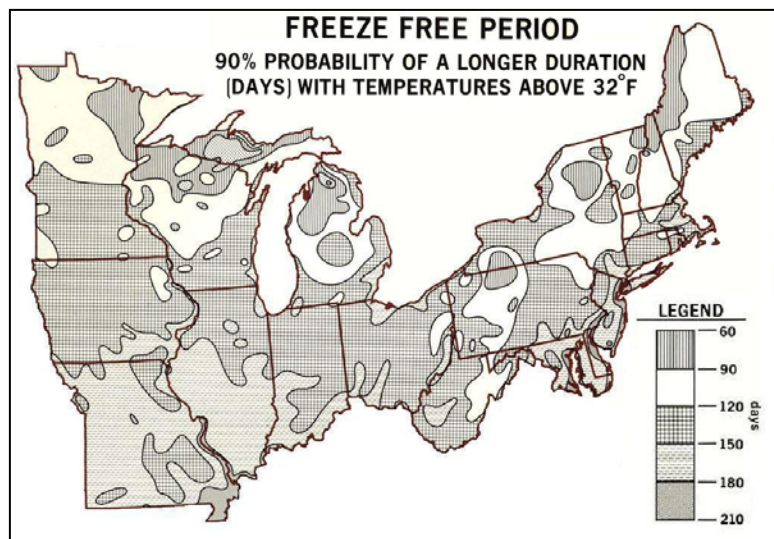 FREEZE FREE PERIOD
90% PROBABILITY OF A LONGER DURATION
(DAYS) WITH TEMPERATURES ABOVE 32°F
LEGEND
60
90
120
150
180
210
days